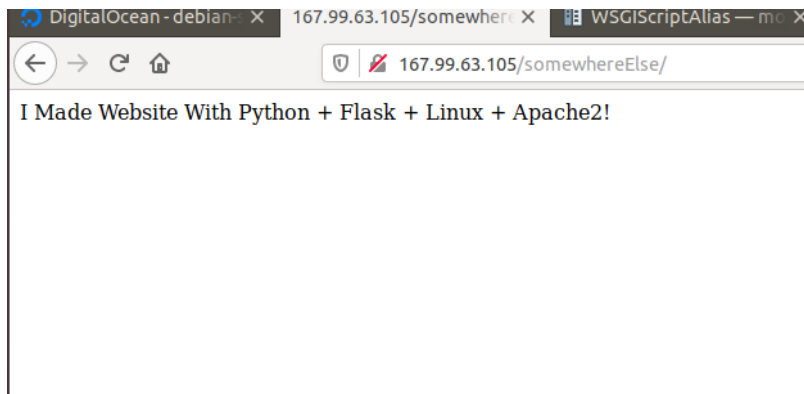 DigitalOcean - debian-s
167.99.63.105/somewhere
WSGIScriptAlias — mo
167.99.63.105/somewhereElse/
I Made Website With Python + Flask + Linux + Apache2!